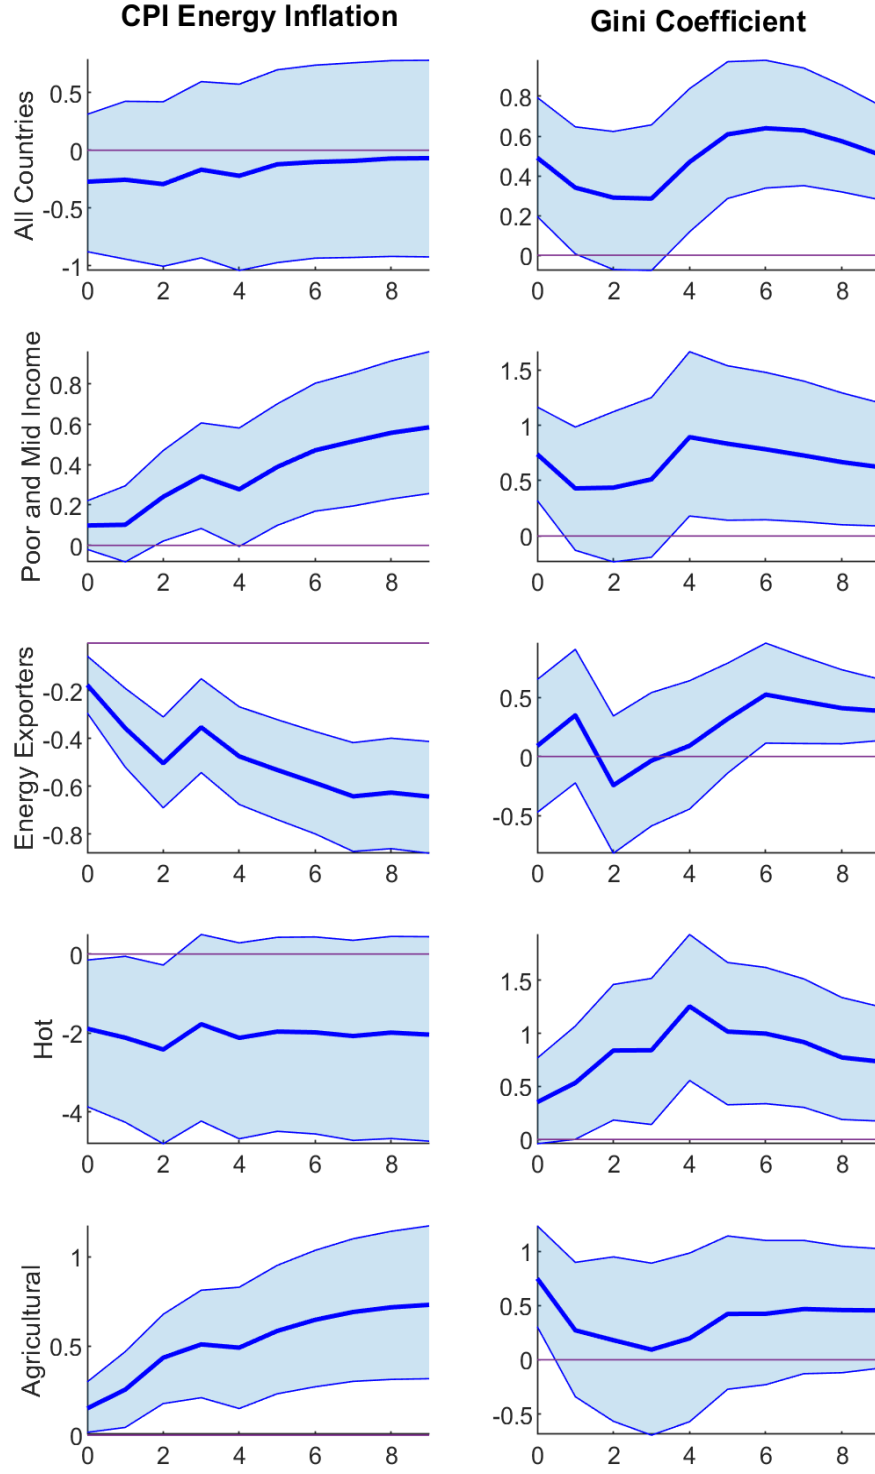 CPI Energy Inflation
Gini Coefficient
All Countries
0.5
0
-0.5
-1
0 2 4 6 8
0.8
0.6
0.4
0.2
0
0 2 4 6 8
Poor and Mid Income
0.8
0.6
0.4
0.2
0
0 2 4 6 8
1.5
1
0.5
0
0 2 4 6 8
Energy Exporters
-0.2
-0.4
-0.6
-0.8
0 2 4 6 8
0.5
0
-0.5
0 2 4 6 8
Hot
0
-2
-4
0 2 4 6 8
1.5
1
0.5
0
0 2 4 6 8
Agricultural
1
0.5
0
0 2 4 6 8
1
0.5
0
-0.5
0 2 4 6 8